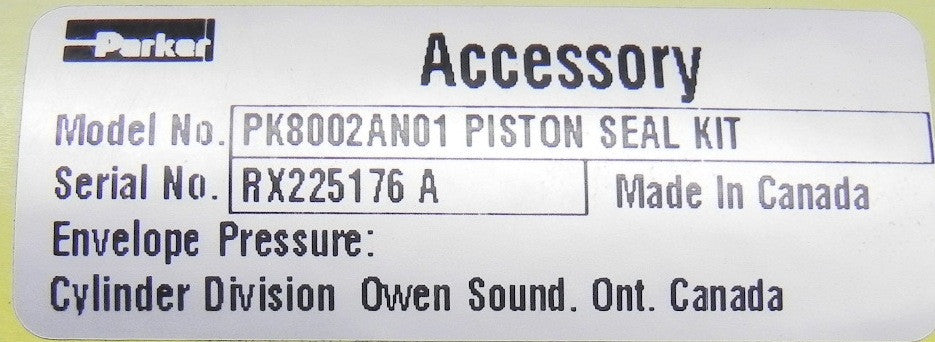 Parker
Accessory
Model No. PK8002AN01 PISTON SEAL KIT
Serial No. RX225176 A Made In Canada
Envelope Pressure:
Cylinder Division Owen Sound. Ont. Canada